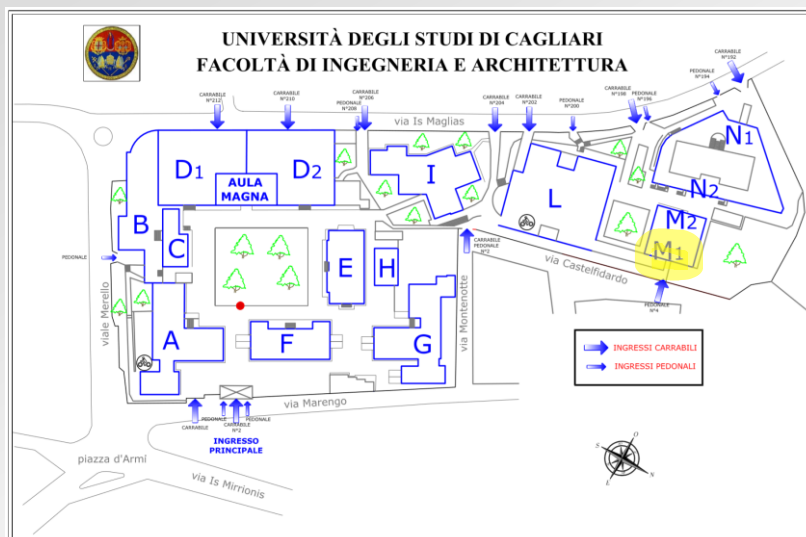 UNIVERSITÀ DEGLI STUDI DI CAGLIARI
FACOLTÀ DI INGEGNERIA E ARCHITETTURA
CARRABILE
N°192
PEDONALE
N°194
CARRABILE
N°212
CARRABILE
N°210
CARRABILE
N°206
PEDONALE
N°208
CARRABILE
N°204
CARRABILE
N°202
PEDONALE
N°200
CARRABILE
N°198
PEDONALE
N°196
via Is Maglias
D1
D2
AULA
MAGNA
I
L
N1
N2
M2
M1
B
C
E
H
A
F
G
PEDONALE
viale Merello
CARRABILE
PEDONALE
N°2
via Castelfidardo
via Montenotte
PEDONALE
N°4
INGRESSI CARRABILI
INGRESSI PEDONALI
via Marengo
CARRABILE
PEDONALE
CARRABILE
N°2
PEDONALE
INGRESSO
PRINCIPALE
piazza d'Armi
via Is Mirrionis
O
S
N
E